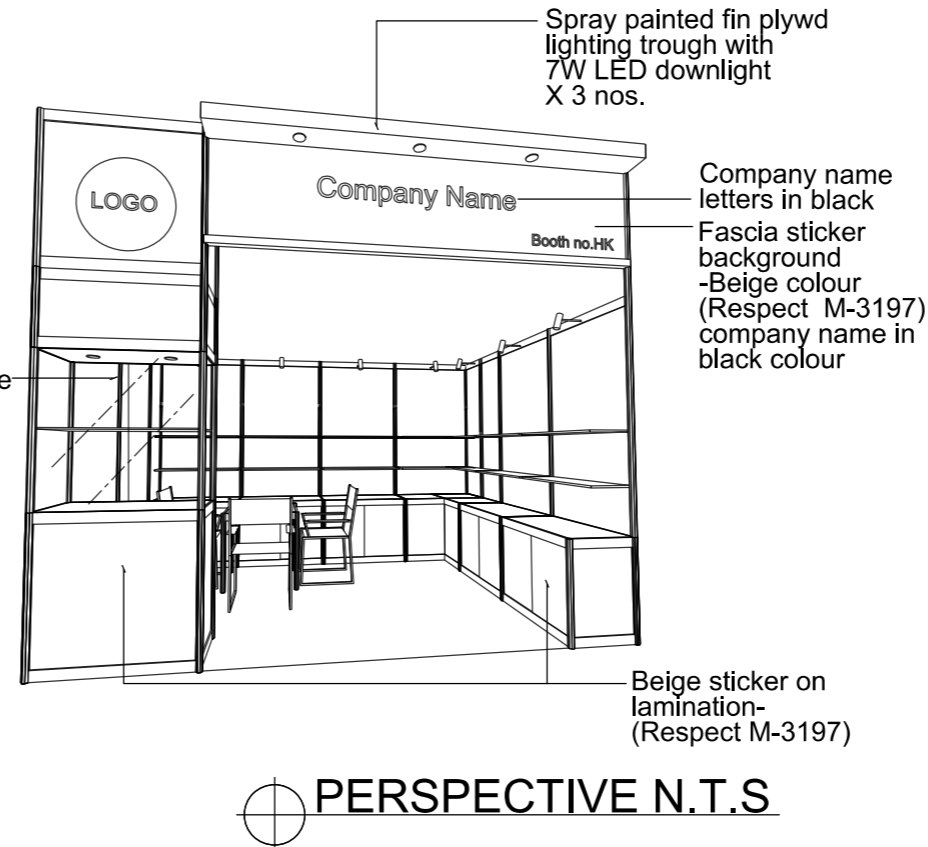 Spray painted fin plywd
lighting trough with
7W LED downlight
X 3 nos.
LOGO
Company Name
Booth no.HK
Company name
letters in black
Fascia sticker
background
-Beige colour
(Respect M-3197)
company name in
black colour
e
Beige sticker on
lamination-
(Respect M-3197)
PERSPECTIVE N.T.S